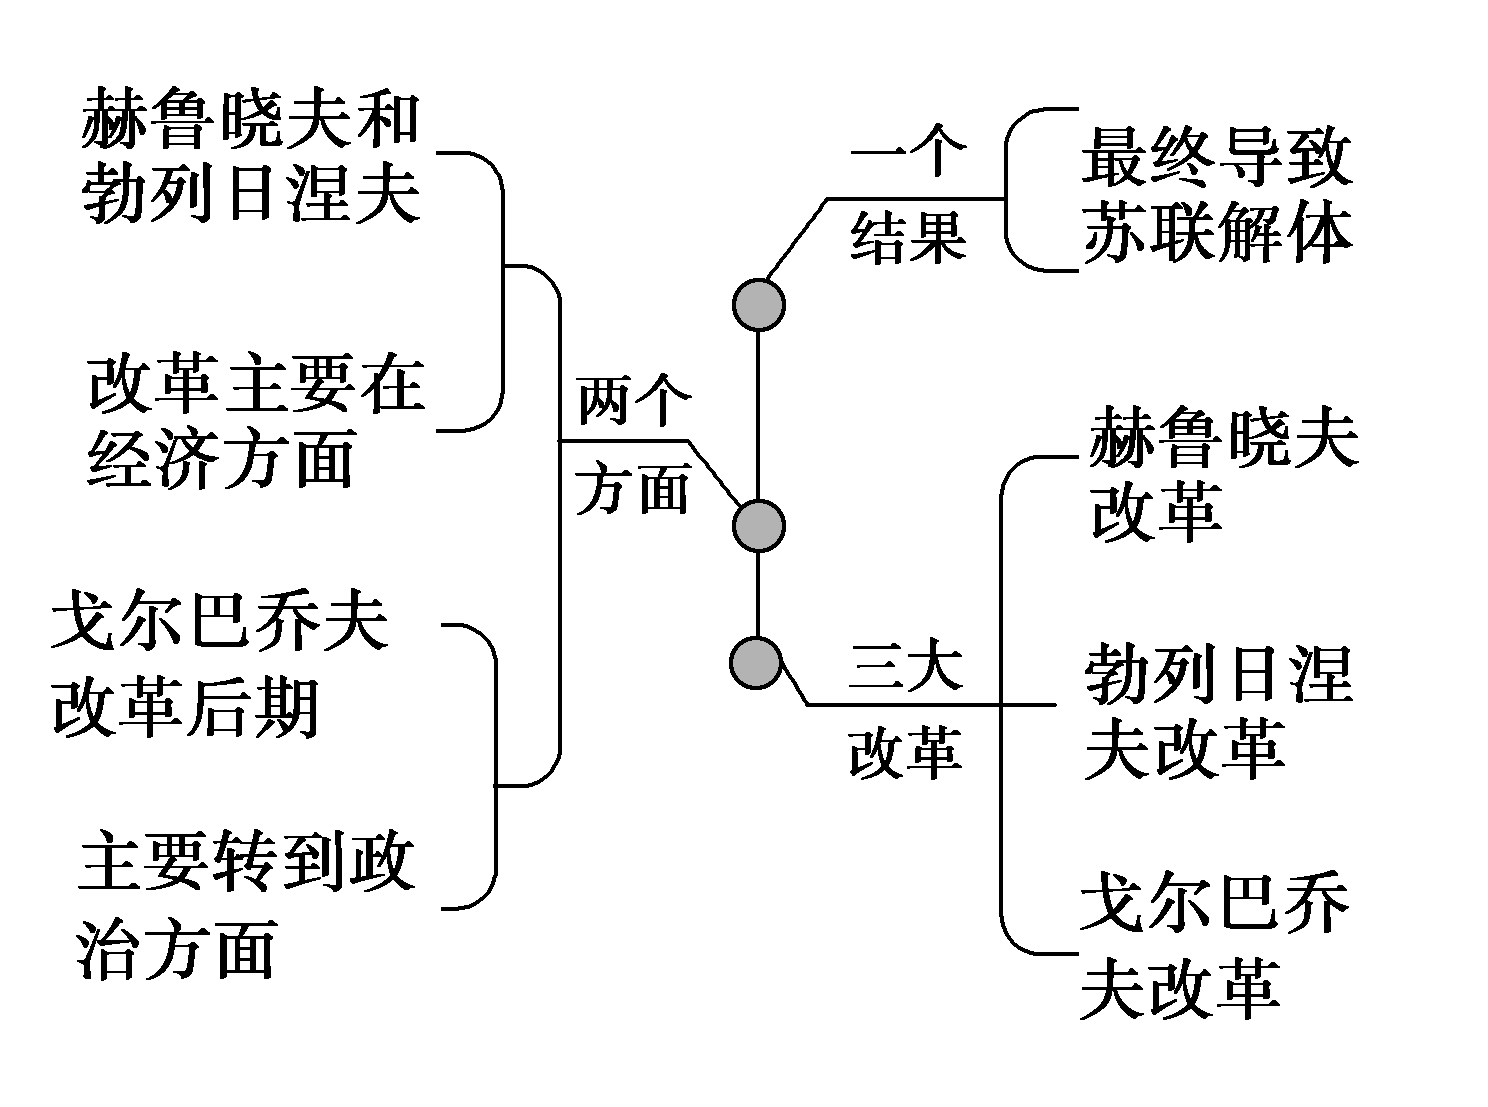 一个
结果
最终导致
苏联解体
两个
方面
赫鲁晓夫和
勃列日涅夫
改革主要在
经济方面
戈尔巴乔夫
改革后期
主要转到政
治方面
三大
改革
赫鲁晓夫
改革
勃列日涅
夫改革
戈尔巴乔
夫改革